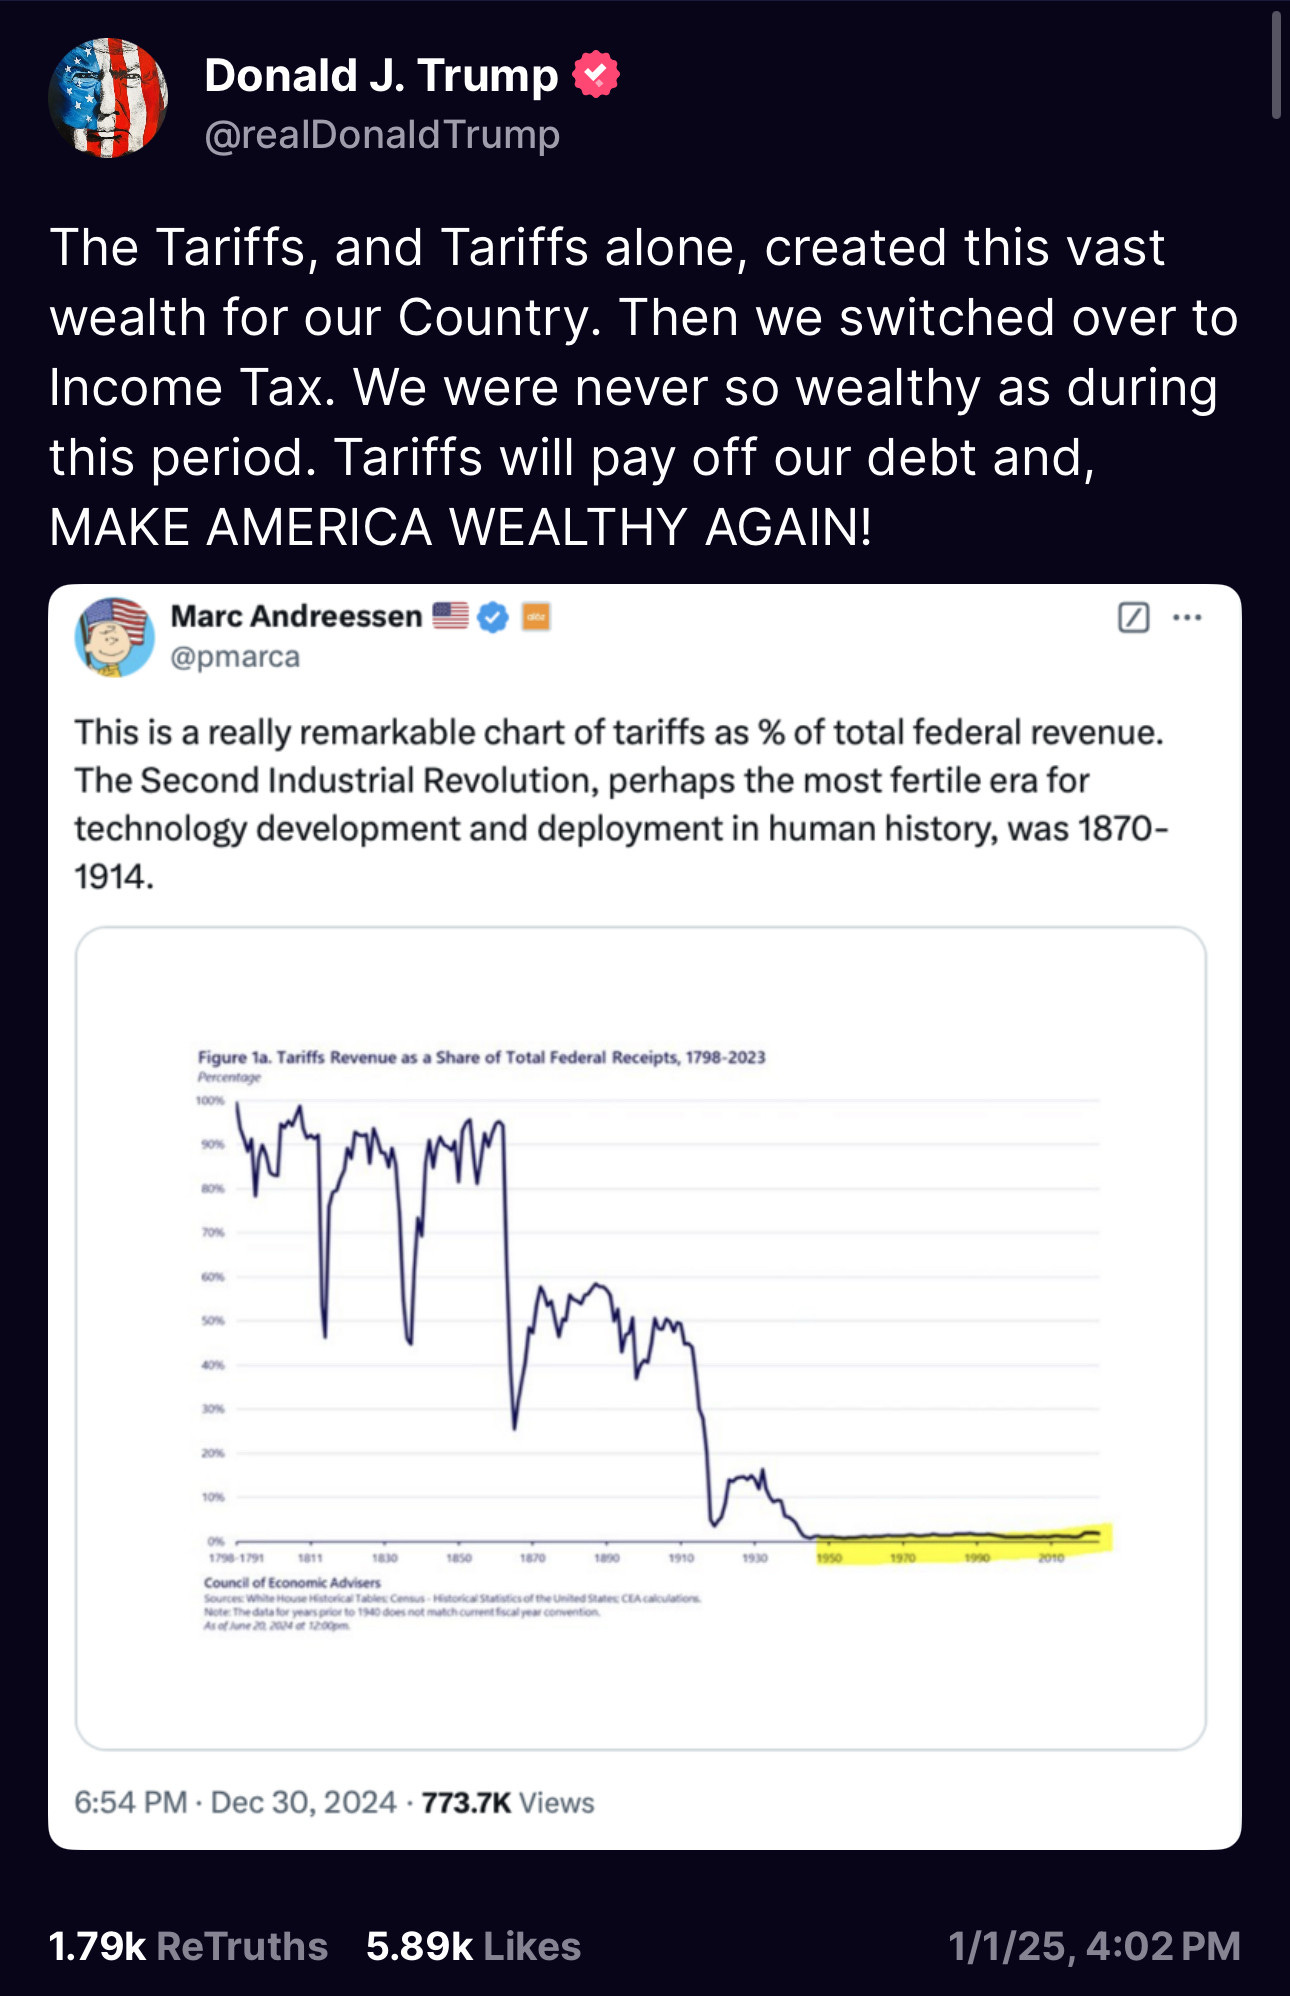 Donald J. Trump
@realDonaldTrump
The Tariffs, and Tariffs alone, created this vast
wealth for our Country. Then we switched over to
Income Tax. We were never so wealthy as during
this period. Tariffs will pay off our debt and,
MAKE AMERICA WEALTHY AGAIN!
Marc Andreessen 🇺🇸
@pmarca
This is a really remarkable chart of tariffs as % of total federal revenue.
The Second Industrial Revolution, perhaps the most fertile era for
technology development and deployment in human history, was 1870-
1914.
Figure 1a. Tariffs Revenue as a Share of Total Federal Receipts, 1798-2023
Percentage
100%
90%
80%
70%
60%
50%
40%
30%
20%
10%
0%
1798-1791 1811 1830 1850 1870 1890 1910 1930 1950 1970 1990 2010
Council of Economic Advisers
Sources: White House Historical Tables; Census - Historical Statistics of the United States; CEA calculations.
Note: The data for years prior to 1940 does not match current fiscal year convention.
As of June 20, 2024 at 12:00pm.
6:54 PM · Dec 30, 2024 · 773.7K Views
1.79k ReTruths 5.89k Likes 1/1/25, 4:02 PM